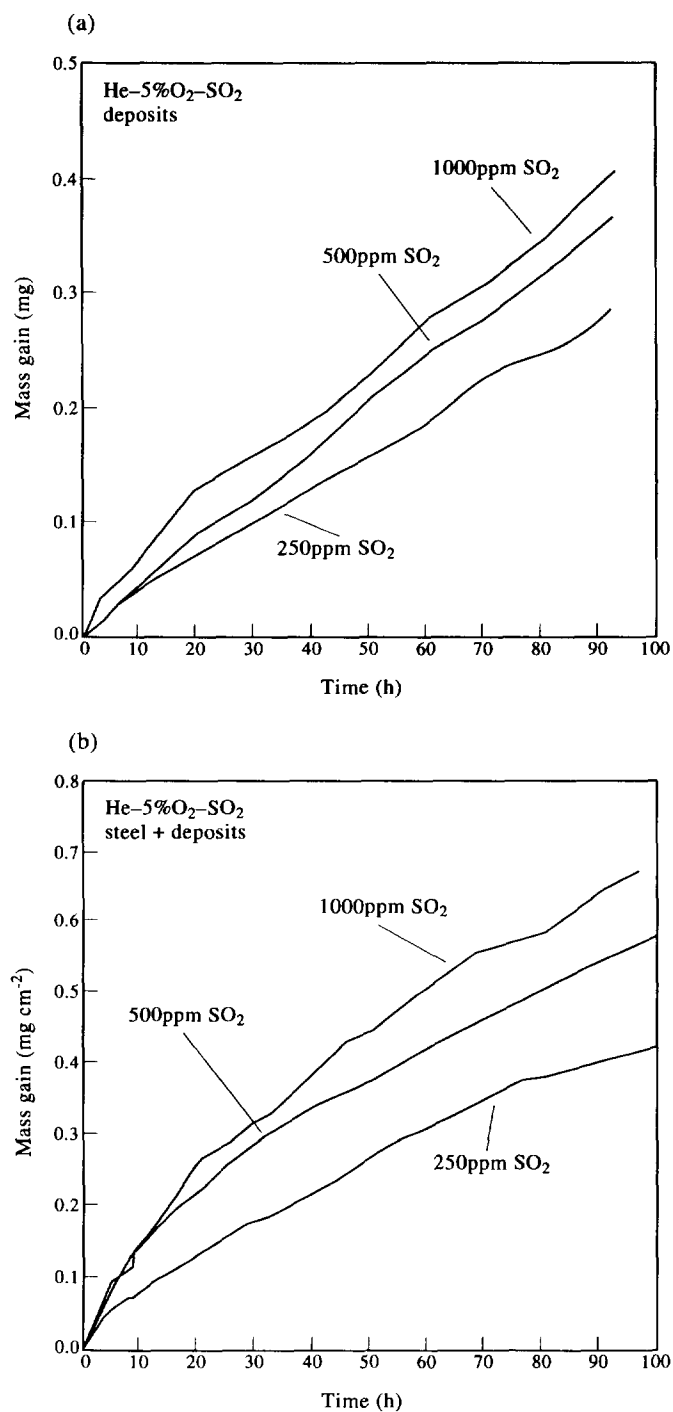 (a)
He–5%O₂–SO₂
deposits
1000ppm SO₂
500ppm SO₂
250ppm SO₂
Mass gain (mg)
0.5
0.4
0.3
0.2
0.1
0.0
0 10 20 30 40 50 60 70 80 90 100
Time (h)
(b)
He–5%O₂–SO₂
steel + deposits
1000ppm SO₂
500ppm SO₂
250ppm SO₂
Mass gain (mg cm⁻²)
0.8
0.7
0.6
0.5
0.4
0.3
0.2
0.1
0.0
0 10 20 30 40 50 60 70 80 90 100
Time (h)